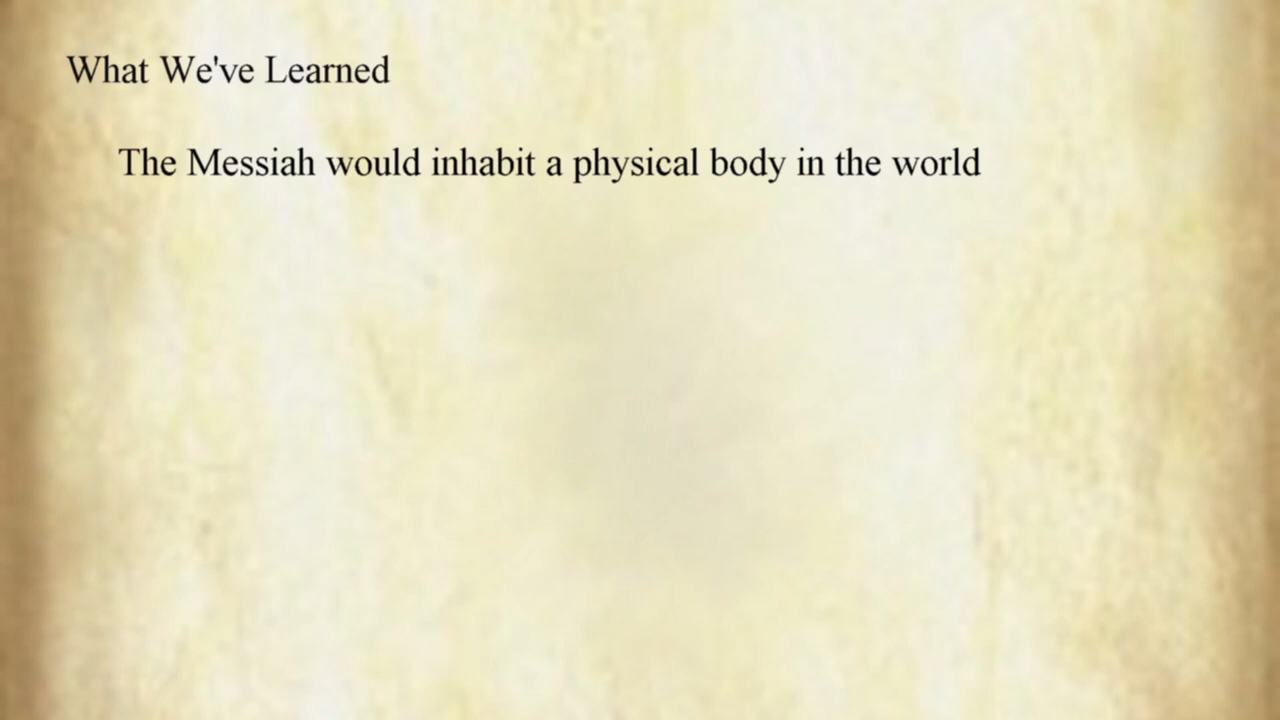 What We've Learned
The Messiah would inhabit a physical body in the world